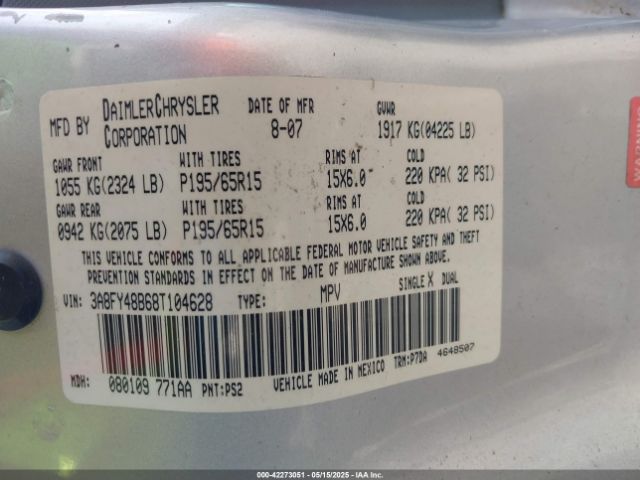 MFD BY DAIMLERCHRYSLER CORPORATION DATE OF MFR 8-07 GVWR 1917 KG(04225 LB)
GAWR FRONT WITH TIRES RIMS AT COLD
1055 KG(2324 LB) P195/65R15 15X6.0 220 KPA( 32 PSI)
GAWR REAR WITH TIRES RIMS AT COLD
0942 KG(2075 LB) P195/65R15 15X6.0 220 KPA( 32 PSI)
THIS VEHICLE CONFORMS TO ALL APPLICABLE FEDERAL MOTOR VEHICLE SAFETY AND THEFT
PREVENTION STANDARDS IN EFFECT ON THE DATE OF MANUFACTURE SHOWN ABOVE.
VIN: 3A8FY48B68T104628 TYPE: MPV SINGLE X DUAL
MDH: 080109 771AA PNT:PS2 VEHICLE MADE IN MEXICO TRM:P7DA 4648507
WARNING
000-42273051 - 05/15/2025 - IAAI.COM